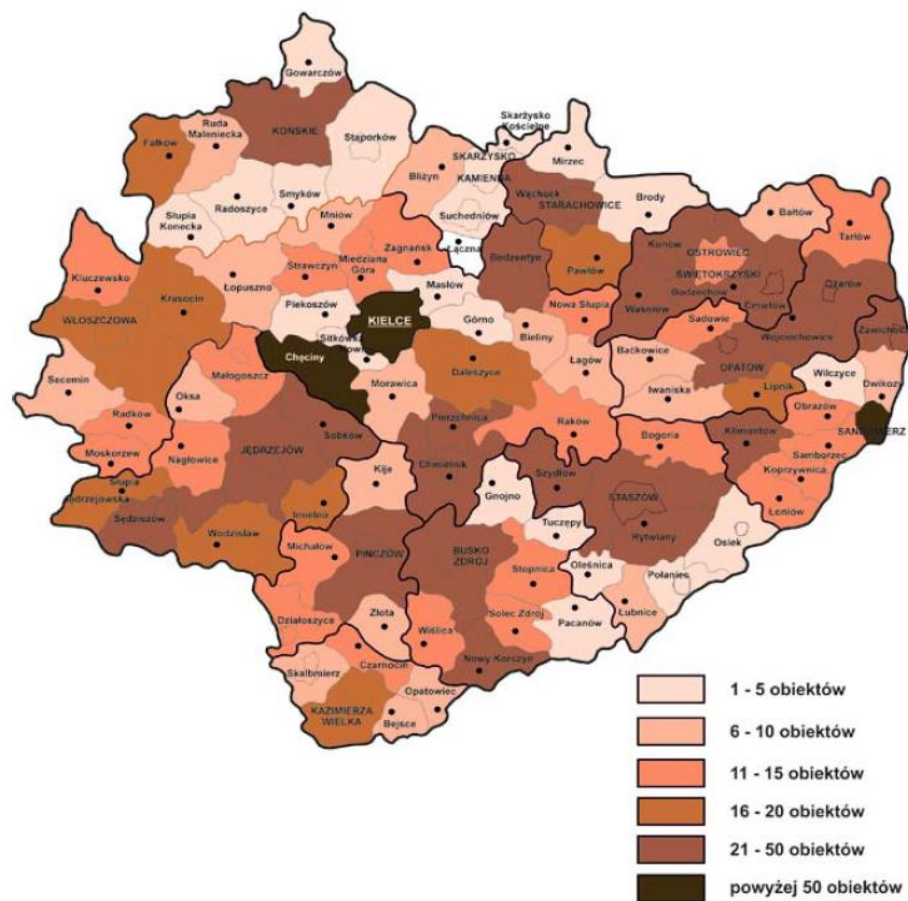 Gowarczów
Ruda
Maleniecka
KOŃSKIE
Stąporków
Skarżysko
Kościelne
Fałków
SKARŻYSKO
KAMIENNA
Mirzec
Bliżyn
Radoszyce
Smyków
Wąchock
STARACHOWICE
Brody
Słupia
Konecka
Mniów
Suchedniów
Bałtów
Zagnańsk
Łączna
Tarłów
Kunów
OSTROWIEC
ŚWIĘTOKRZYSKI
Kluczewsko
Łopuszno
Strawczyn
Miedziana
Góra
Bodzentyn
Pawłów
Bodzechów
Ćmielów
Ożarów
Krasocin
Masłów
Waśniów
Piekoszów
KIELCE
Nowa Słupia
WŁOSZCZOWA
Górno
Sadowie
Wojciechowice
Zawichost
Bieliny
Chęciny
Baćkowice
Secemin
Małogoszcz
Morawica
Daleszyce
Łagów
OPATÓW
Wilczyce
Oksa
Iwaniska
Lipnik
Dwikozy
Radków
Obrazów
Pierzchnica
SANDOMIERZ
Sobków
Raków
Bogoria
Klimontów
Moskorzew
Nagłowice
JĘDRZEJÓW
Samborzec
Kije
Chmielnik
Szydłów
Koprzywnica
Słupia
Jędrzejowska
Gnojno
STASZÓW
Łoniów
Sędziszów
Imielno
Tuczępy
Rytwiany
Wodzisław
Osiek
Michałów
PIŃCZÓW
BUSKO
ZDRÓJ
Stopnica
Oleśnica
Połaniec
Działoszyce
Złota
Wiślica
Solec Zdrój
Pacanów
Łubnice
Skalbmierz
Czarnocin
Nowy Korczyn
Opatowiec
KAZIMIERZA
WIELKA
Bejsce
1 - 5 obiektów
6 - 10 obiektów
11 - 15 obiektów
16 - 20 obiektów
21 - 50 obiektów
powyżej 50 obiektów